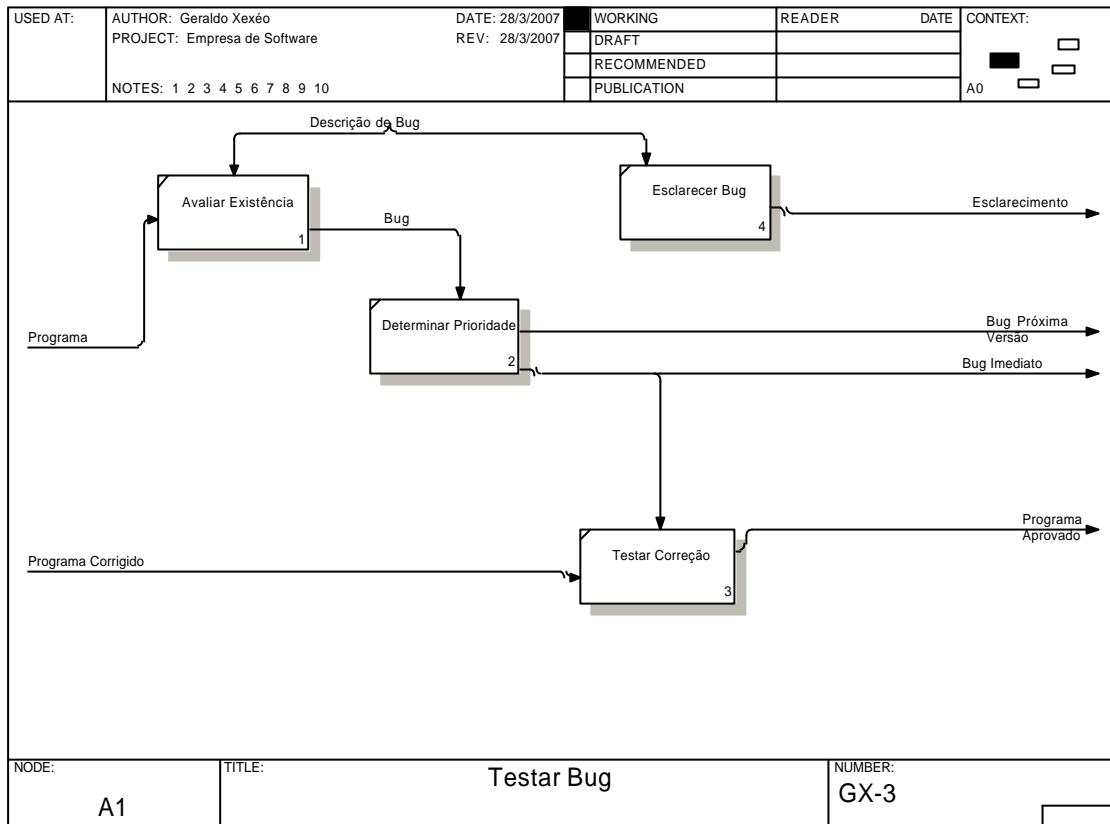 USED AT:
AUTHOR: Geraldo Xexéo
DATE: 28/3/2007
PROJECT: Empresa de Software
REV: 28/3/2007
NOTES: 1 2 3 4 5 6 7 8 9 10
WORKING
DRAFT
RECOMMENDED
PUBLICATION
READER
DATE
CONTEXT:
A0
Descrição de Bug
Avaliar Existência
1
Esclarecer Bug
4
Esclarecimento
Bug
Programa
Determinar Prioridade
2
Bug Próxima
Versão
Bug Imediato
Programa Corrigido
Testar Correção
3
Programa
Aprovado
NODE:
A1
TITLE:
Testar Bug
NUMBER:
GX-3